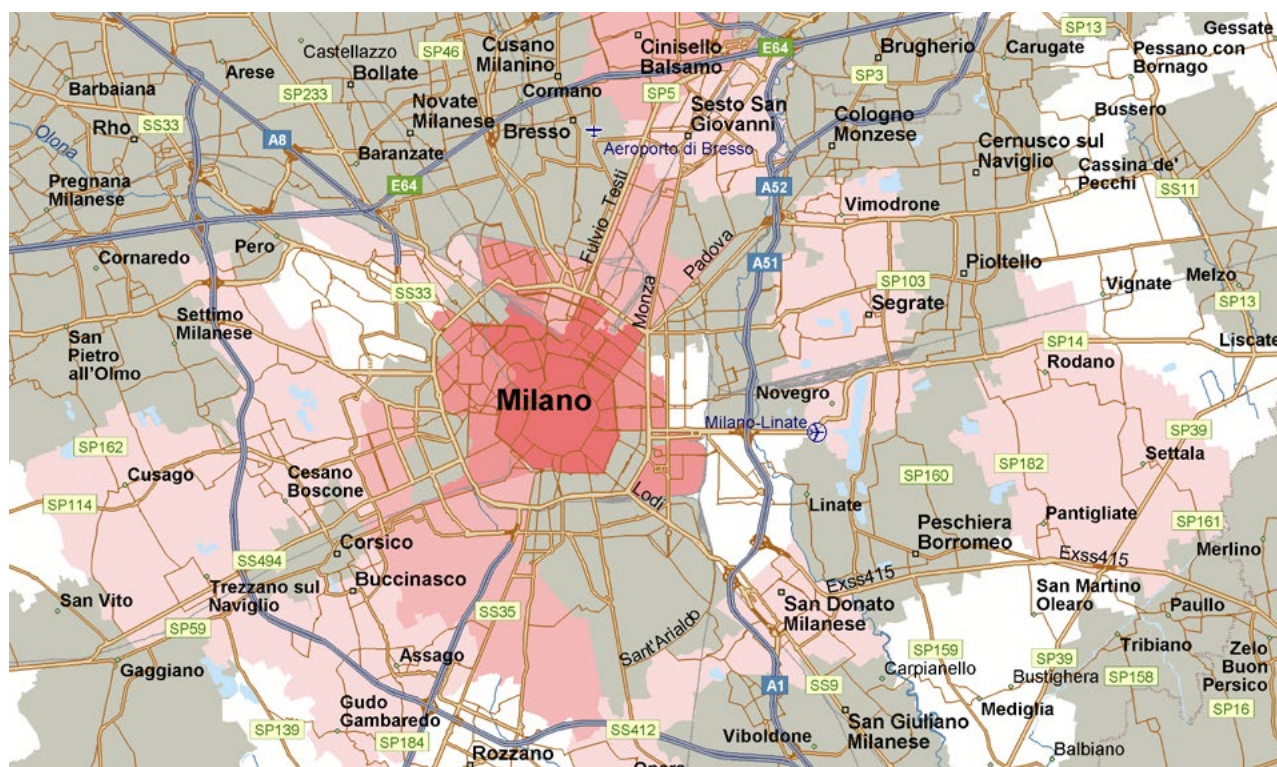 Castellazzo
SP46
Cusano
Milanino
Cinisello
Balsamo
E64
Brugherio
Carugate
SP13
Gessate
Pessano con
Bornago
Arese
Bollate
Barbaiana
SP233
SP5
SP3
Novate
Milanese
Cormano
Sesto San
Giovanni
Cologno
Monzese
Bussero
Olona
Rho
SS33
A8
Bresso
Aeroporto di Bresso
Cernusco sul
Naviglio
Baranzate
E64
Cassina de'
Pecchi
Pregnana
Milanese
A52
SS11
Fulvio Testi
Vimodrone
Pero
Padova
A51
Pioltello
Cornaredo
SS33
Monza
SP103
Segrate
Vignate
Melzo
SP13
Settimo
Milanese
San
Pietro
all'Olmo
SP14
Liscate
Rodano
Milano
Novegro
Milano-Linate
SP39
SP162
Cusago
Cesano
Boscone
SP182
Settala
SP160
SP114
Lodi
Linate
Pantigliate
SP161
Corsico
Peschiera
Borromeo
Exss415
Merlino
SS494
Buccinasco
Exss415
Trezzano sul
Naviglio
San Vito
SS35
San Donato
Milanese
San Martino
Olearo
Paullo
SP59
Sant'Arialdo
Tribiano
Gaggiano
Assago
SP159
Carpianello
SP39
Zelo
Buon
Persico
A1
SS9
Bustighera
SP158
Gudo
Gambaredo
Mediglia
SP16
SP139
SP184
SS412
San Giuliano
Milanese
Viboldone
Rozzano
Opera
Balbiano